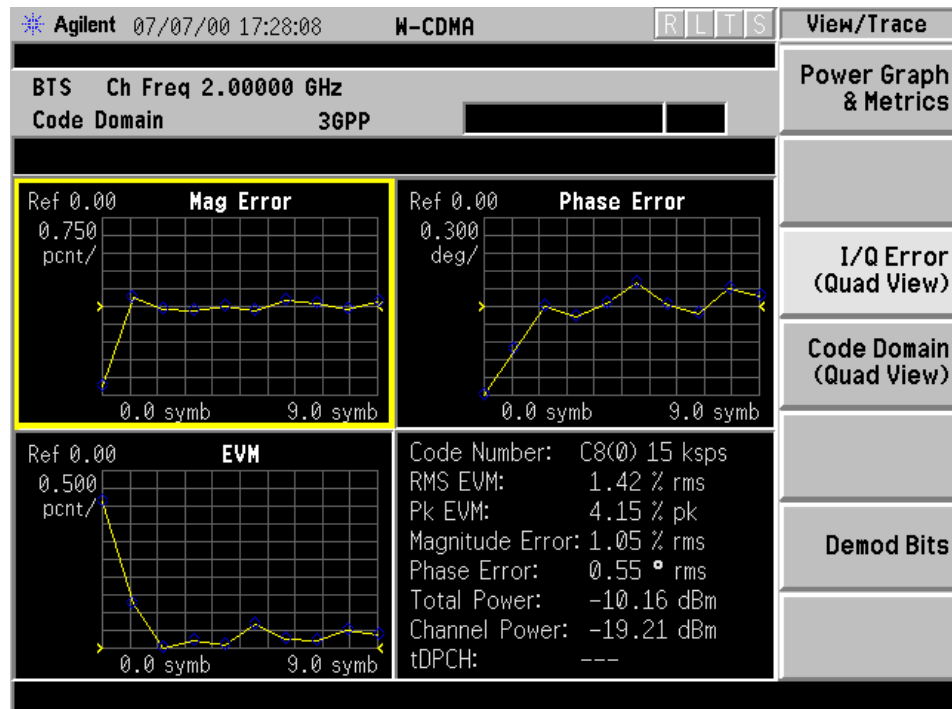 Agilent 07/07/00 17:28:08 W-CDMA R L T S View/Trace
BTS Ch Freq 2.00000 GHz
Code Domain 3GPP
Power Graph
& Metrics
I/Q Error
(Quad View)
Code Domain
(Quad View)
Demod Bits
Ref 0.00 Mag Error
0.750
pcnt/
0.0 symb 9.0 symb
Ref 0.00 Phase Error
0.300
deg/
0.0 symb 9.0 symb
Ref 0.00 EVM
0.500
pcnt/
0.0 symb 9.0 symb
Code Number: C8(0) 15 ksps
RMS EVM: 1.42 % rms
Pk EVM: 4.15 % pk
Magnitude Error: 1.05 % rms
Phase Error: 0.55 ° rms
Total Power: -10.16 dBm
Channel Power: -19.21 dBm
tDPCH: ---